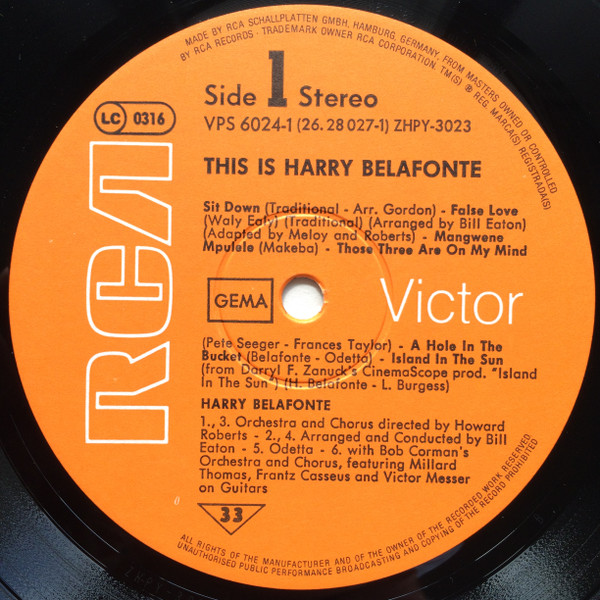 MADE BY RCA SCHALLPLATTEN GMBH, HAMBURG, GERMANY, FROM MASTERS OWNED OR CONTROLLED
BY RCA RECORDS - TRADEMARK OWNER RCA CORPORATION. TM(S) ® REG. MARCA(S) REGISTRADA(S)
Side 1 Stereo
LC 0316
VPS 6024-1 (26.28 027-1) ZHPY-3023
THIS IS HARRY BELAFONTE
RCA
Sit Down (Traditional - Arr. Gordon) - False Love
(Waly Ealy) (Traditional) (Arranged by Bill Eaton)
(Adapted by Meloy and Roberts) - Mangwene
Mpulele (Makeba) - Those Three Are On My Mind
GEMA
Victor
(Pete Seeger - Frances Taylor) - A Hole In The
Bucket (Belafonte - Odetta) - Island In The Sun
(from Darryl F. Zanuck's CinemaScope prod. "Island
In The Sun") (H. Belafonte - L. Burgess)
HARRY BELAFONTE
1., 3. Orchestra and Chorus directed by Howard
Roberts - 2., 4. Arranged and Conducted by Bill
Eaton - 5. Odetta - 6. with Bob Corman's
Orchestra and Chorus, featuring Millard
Thomas, Frantz Casseus and Victor Messer
on Guitars
33
ALL RIGHTS OF THE MANUFACTURER AND OF THE OWNER OF THE RECORDED WORK RESERVED
UNAUTHORISED PUBLIC PERFORMANCE BROADCASTING AND COPYING OF THE RECORD PROHIBITED